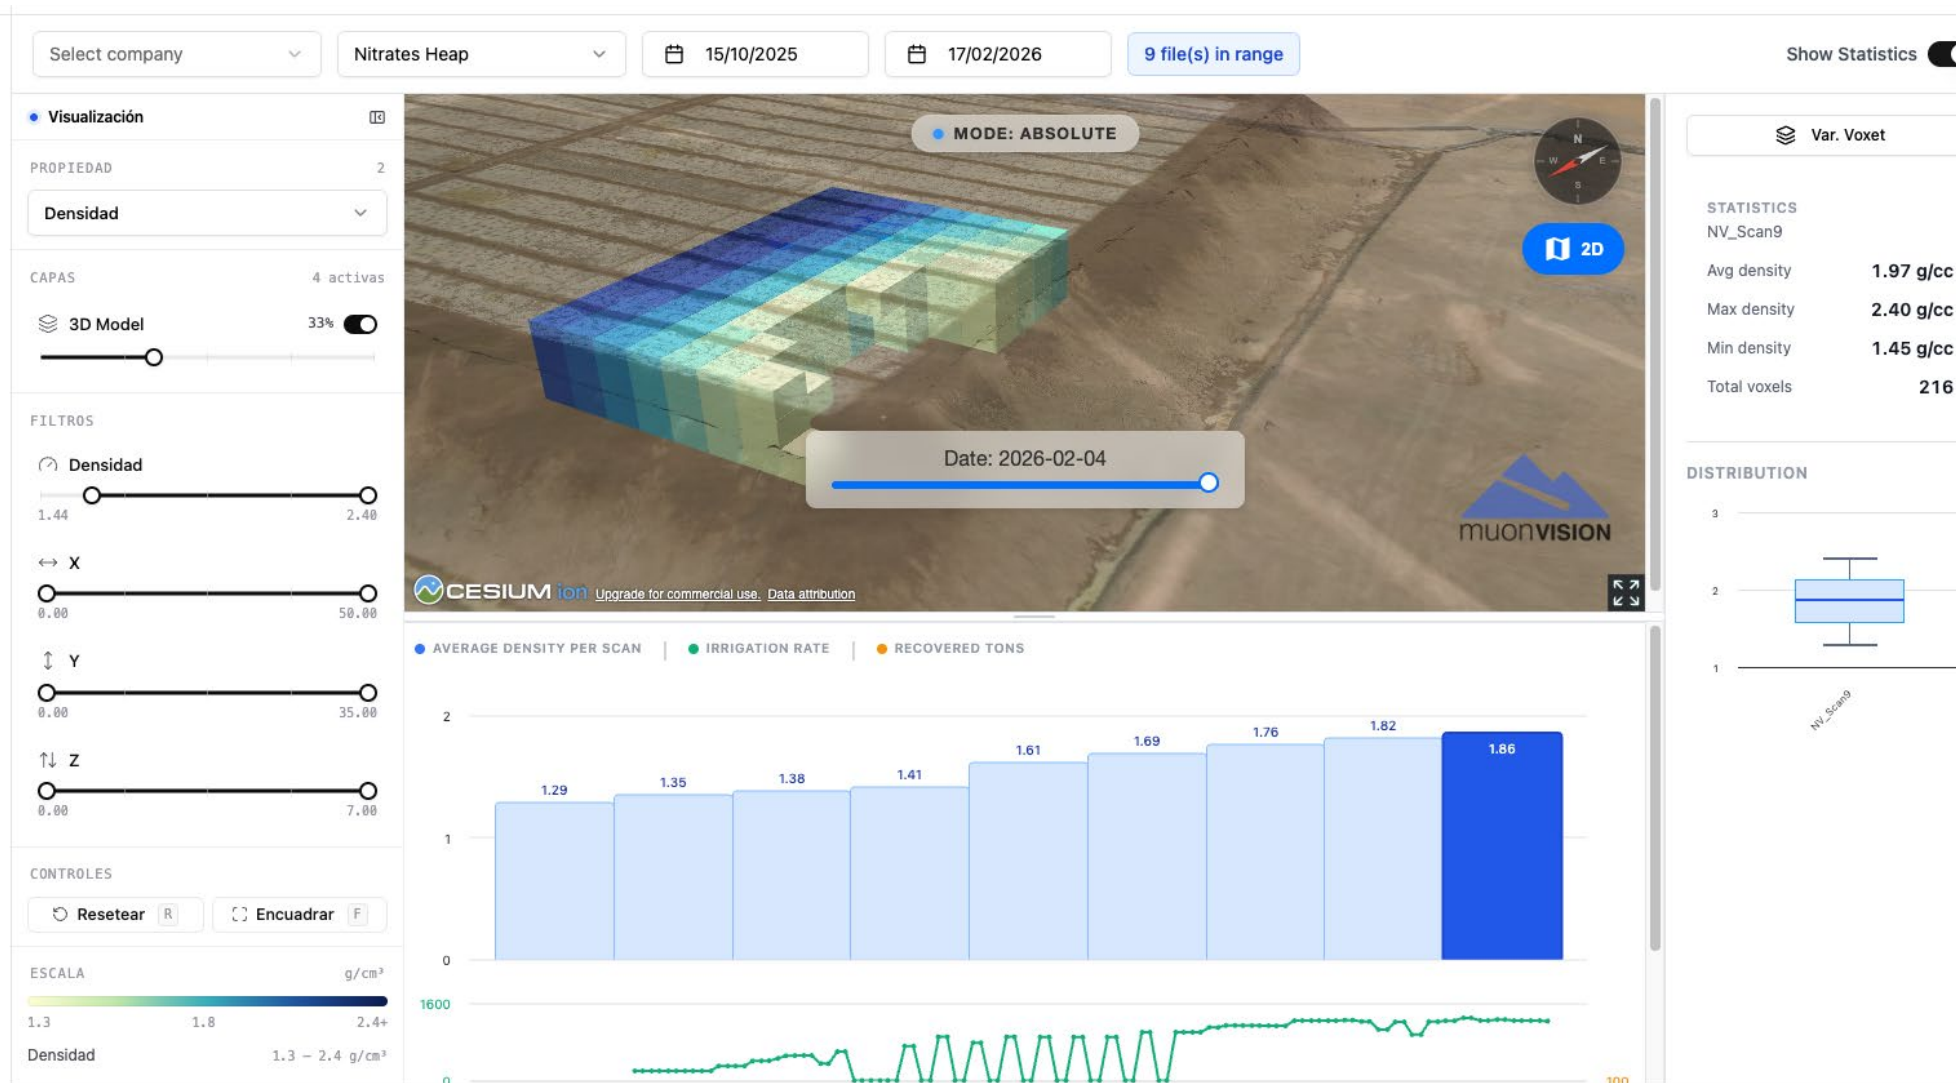 Select company
Nitrates Heap
15/10/2025
17/02/2026
9 file(s) in range
Show Statistics
Visualización
PROPIEDAD 2
Densidad
CAPAS 4 activas
3D Model 33%
FILTROS
Densidad
1.44 2.40
X
0.00 50.00
Y
0.00 35.00
Z
0.00 7.00
CONTROLES
Resetear R
Encuadrar F
ESCALA g/cm³
1.3 1.8 2.4+
Densidad 1.3 – 2.4 g/cm³
MODE: ABSOLUTE
N
W E
S
2D
Date: 2026-02-04
muonVISION
CESIUM ion Upgrade for commercial use. Data attribution
AVERAGE DENSITY PER SCAN | IRRIGATION RATE | RECOVERED TONS
2
1
0
1.29
1.35
1.38
1.41
1.61
1.69
1.76
1.82
1.86
1600
0
100
Var. Voxet
STATISTICS
NV_Scan9
Avg density 1.97 g/cc
Max density 2.40 g/cc
Min density 1.45 g/cc
Total voxels 216
DISTRIBUTION
3
2
1
NV_Scan9